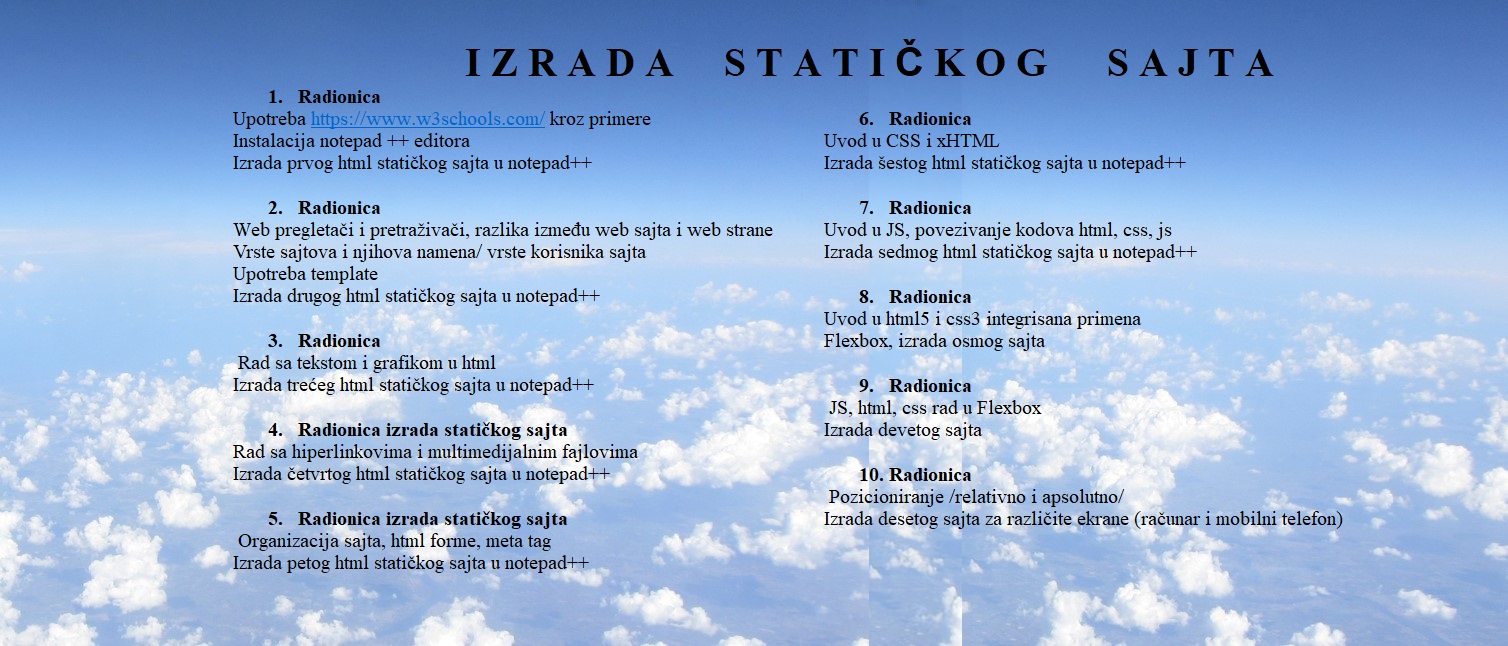 IZRADA STATIČKOG SAJTA
1. Radionica
Upotreba https://www.w3schools.com/ kroz primere
Instalacija notepad ++ editora
Izrada prvog html statičkog sajta u notepad++
2. Radionica
Web pregletači i pretraživači, razlika između web sajta i web strane
Vrste sajtova i njihova namena/ vrste korisnika sajta
Upotreba template
Izrada drugog html statičkog sajta u notepad++
3. Radionica
Rad sa tekstom i grafikom u html
Izrada trećeg html statičkog sajta u notepad++
4. Radionica izrada statičkog sajta
Rad sa hiperlinkovima i multimedijalnim fajlovima
Izrada četvrtog html statičkog sajta u notepad++
5. Radionica izrada statičkog sajta
Organizacija sajta, html forme, meta tag
Izrada petog html statičkog sajta u notepad++
6. Radionica
Uvod u CSS i xHTML
Izrada šestog html statičkog sajta u notepad++
7. Radionica
Uvod u JS, povezivanje kodova html, css, js
Izrada sedmog html statičkog sajta u notepad++
8. Radionica
Uvod u html5 i css3 integrisana primena
Flexbox, izrada osmog sajta
9. Radionica
JS, html, css rad u Flexbox
Izrada devetog sajta
10. Radionica
Pozicioniranje /relativno i apsolutno/
Izrada desetog sajta za različite ekrane (računar i mobilni telefon)